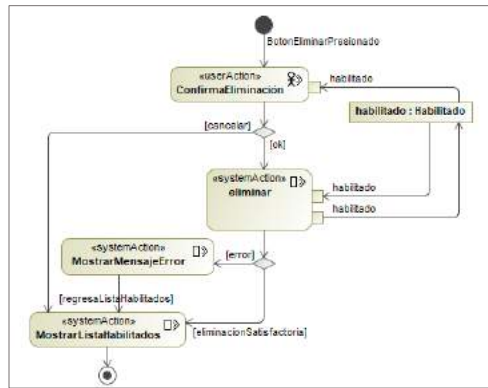 BotonEliminarPresionado
«userAction»
ConfirmaEliminación
habilitado
habilitado : Habilitado
[cancelar]
[ok]
«systemAction»
eliminar
habilitado
habilitado
«systemAction»
MostrarMensajeError
[error]
[regresaListaHabilitados]
«systemAction»
MostrarListaHabilitados
[eliminacionSatisfactoria]